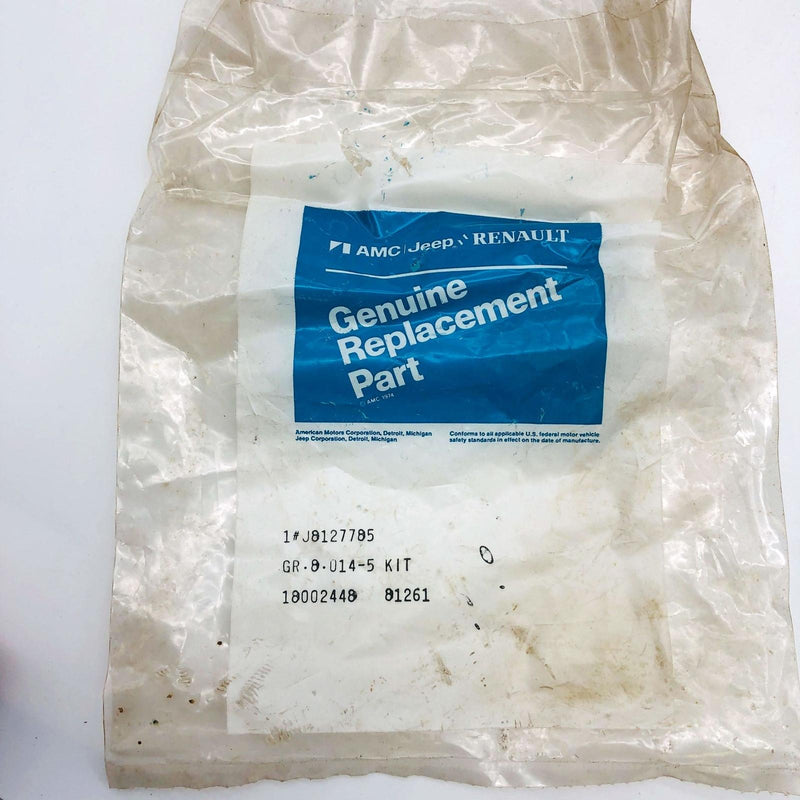 AMC | Jeep RENAULT
Genuine
Replacement
Part
© AMC 1974
American Motors Corporation, Detroit, Michigan
Jeep Corporation, Detroit, Michigan
Conforms to all applicable U.S. federal motor vehicle
safety standards in effect on the date of manufacture.
1#J8127785
GR.8.014-5 KIT
18002448 81261